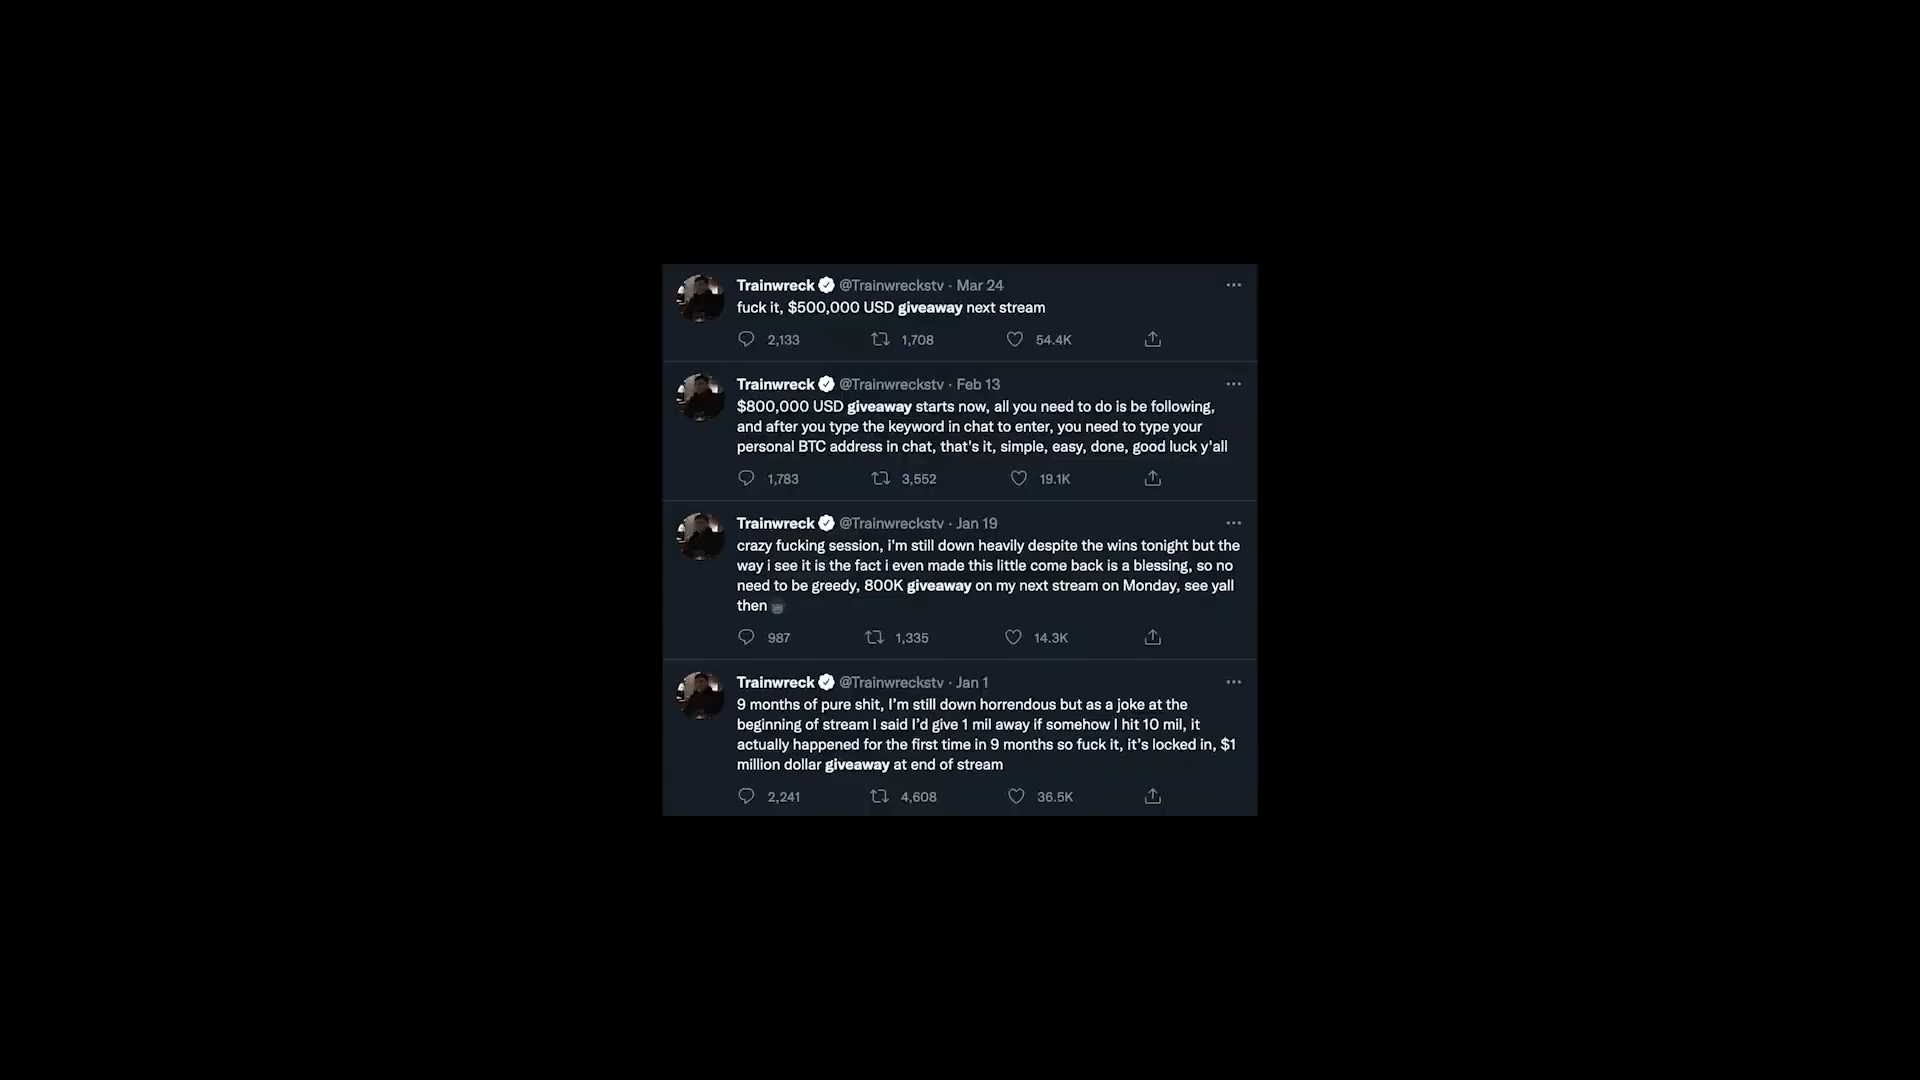 Trainwreck @Trainwreckstv · Mar 24
fuck it, $500,000 USD giveaway next stream
2,133 1,708 54.4K
Trainwreck @Trainwreckstv · Feb 13
$800,000 USD giveaway starts now, all you need to do is be following,
and after you type the keyword in chat to enter, you need to type your
personal BTC address in chat, that's it, simple, easy, done, good luck y'all
1,783 3,552 19.1K
Trainwreck @Trainwreckstv · Jan 19
crazy fucking session, i'm still down heavily despite the wins tonight but the
way i see it is the fact i even made this little come back is a blessing, so no
need to be greedy, 800K giveaway on my next stream on Monday, see yall
then
987 1,335 14.3K
Trainwreck @Trainwreckstv · Jan 1
9 months of pure shit, I’m still down horrendous but as a joke at the
beginning of stream I said I’d give 1 mil away if somehow I hit 10 mil, it
actually happened for the first time in 9 months so fuck it, it’s locked in, $1
million dollar giveaway at end of stream
2,241 4,608 36.5K